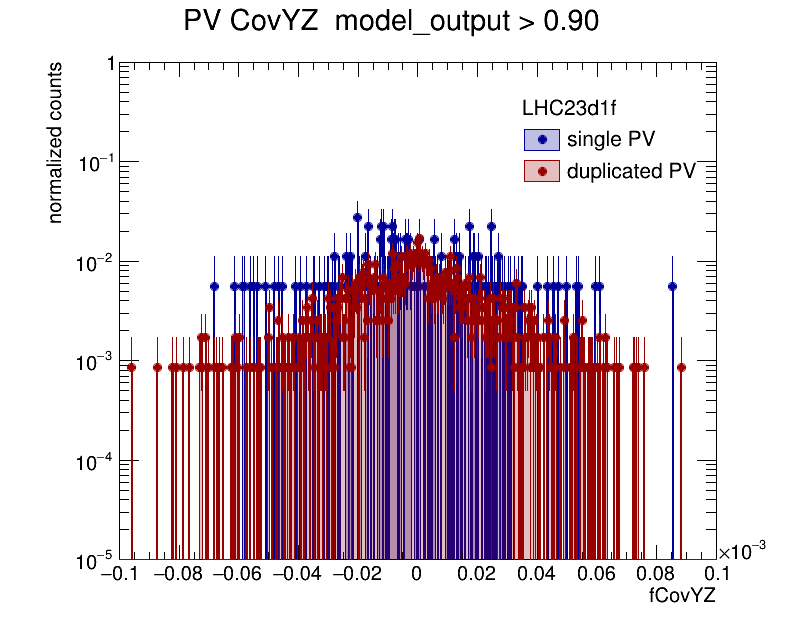 PV CovYZ model_output > 0.90
normalized counts
1
10⁻¹
10⁻²
10⁻³
10⁻⁴
10⁻⁵
LHC23d1f
single PV
duplicated PV
−0.1 −0.08 −0.06 −0.04 −0.02 0 0.02 0.04 0.06 0.08 0.1
×10⁻³
fCovYZ